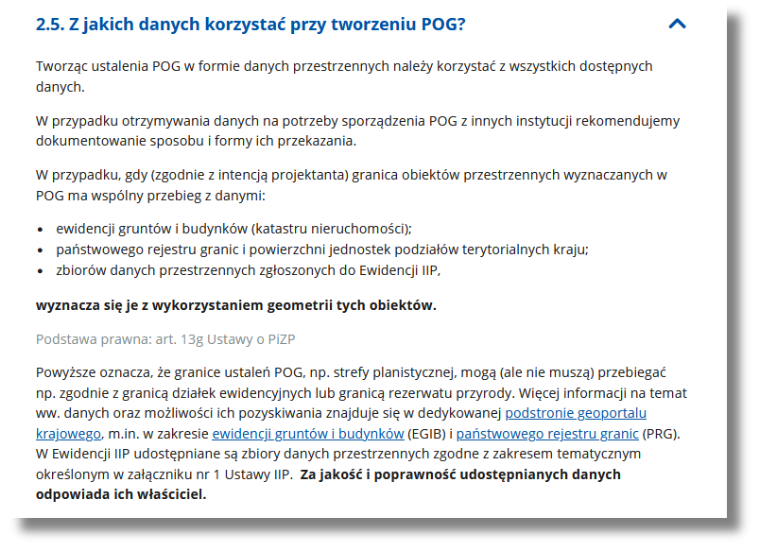 2.5. Z jakich danych korzystać przy tworzeniu POG?
Tworząc ustalenia POG w formie danych przestrzennych należy korzystać z wszystkich dostępnych
danych.
W przypadku otrzymywania danych na potrzeby sporządzenia POG z innych instytucji rekomendujemy
dokumentowanie sposobu i formy ich przekazania.
W przypadku, gdy (zgodnie z intencją projektanta) granica obiektów przestrzennych wyznaczanych w
POG ma wspólny przebieg z danymi:
• ewidencji gruntów i budynków (katastru nieruchomości);
• państwowego rejestru granic i powierzchni jednostek podziałów terytorialnych kraju;
• zbiorów danych przestrzennych zgłoszonych do Ewidencji IIP,
wyznacza się je z wykorzystaniem geometrii tych obiektów.
Podstawa prawna: art. 13g Ustawy o PiZP
Powyższe oznacza, że granice ustaleń POG, np. strefy planistycznej, mogą (ale nie muszą) przebiegać
np. zgodnie z granicą działek ewidencyjnych lub granicą rezerwatu przyrody. Więcej informacji na temat
ww. danych oraz możliwości ich pozyskiwania znajduje się w dedykowanej podstronie geoportalu
krajowego, m.in. w zakresie ewidencji gruntów i budynków (EGIB) i państwowego rejestru granic (PRG).
W Ewidencji IIP udostępniane są zbiory danych przestrzennych zgodne z zakresem tematycznym
określonym w załączniku nr 1 Ustawy IIP. Za jakość i poprawność udostępnianych danych
odpowiada ich właściciel.